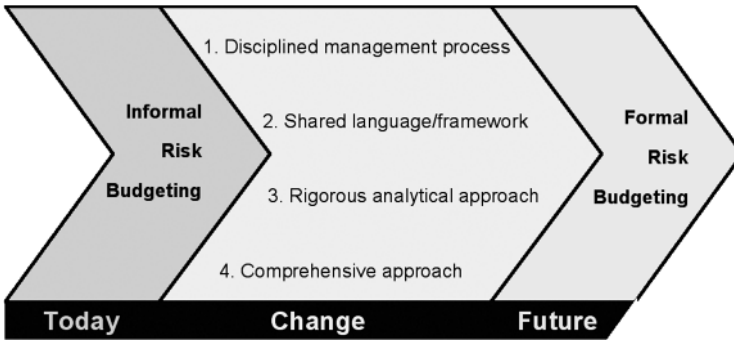 Informal
Risk
Budgeting
1. Disciplined management process
2. Shared language/framework
3. Rigorous analytical approach
4. Comprehensive approach
Formal
Risk
Budgeting
Today
Change
Future